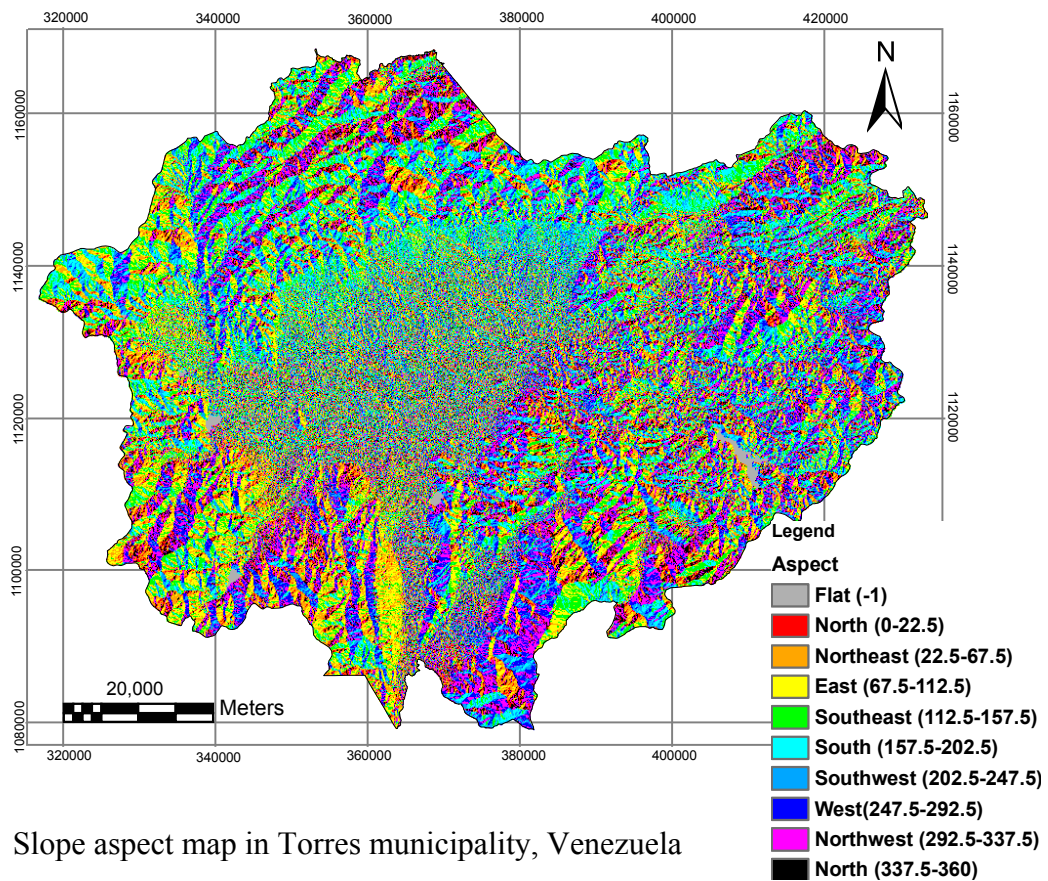 320000 340000 360000 380000 400000 420000
N
1160000 1160000
1140000 1140000
1120000 1120000
1100000
1080000
20,000
Meters
320000 340000 360000 380000 400000
Legend
Aspect
Flat (-1)
North (0-22.5)
Northeast (22.5-67.5)
East (67.5-112.5)
Southeast (112.5-157.5)
South (157.5-202.5)
Southwest (202.5-247.5)
West(247.5-292.5)
Northwest (292.5-337.5)
North (337.5-360)
Slope aspect map in Torres municipality, Venezuela